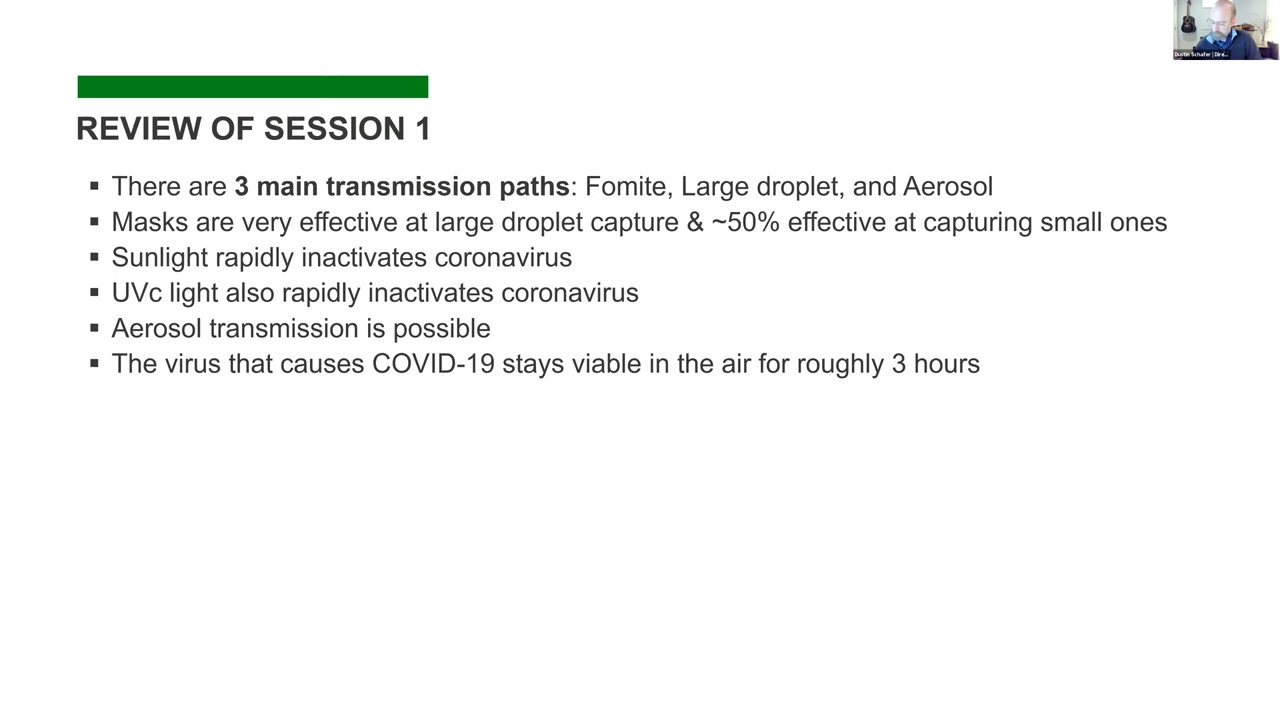 Dustin Schafer | Dire...
REVIEW OF SESSION 1
▪ There are 3 main transmission paths: Fomite, Large droplet, and Aerosol
▪ Masks are very effective at large droplet capture & ~50% effective at capturing small ones
▪ Sunlight rapidly inactivates coronavirus
▪ UVc light also rapidly inactivates coronavirus
▪ Aerosol transmission is possible
▪ The virus that causes COVID-19 stays viable in the air for roughly 3 hours